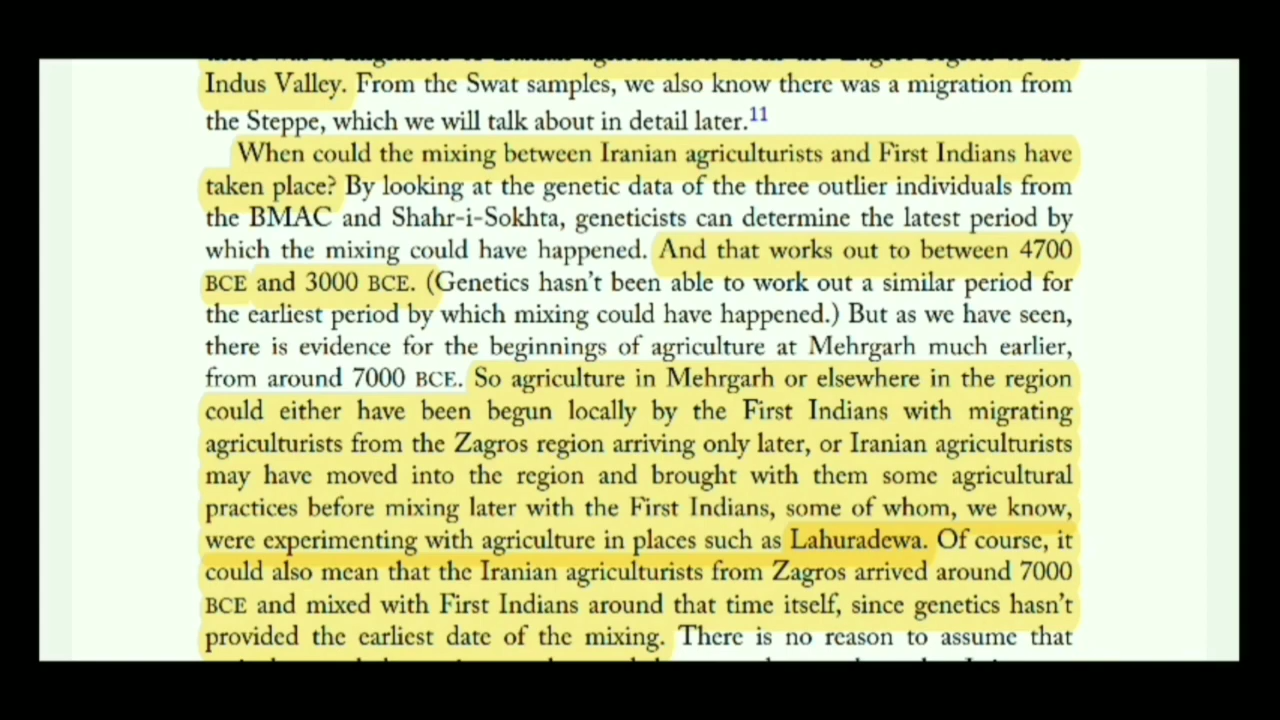 Indus Valley. From the Swat samples, we also know there was a migration from
the Steppe, which we will talk about in detail later.11
When could the mixing between Iranian agriculturists and First Indians have
taken place? By looking at the genetic data of the three outlier individuals from
the BMAC and Shahr-i-Sokhta, geneticists can determine the latest period by
which the mixing could have happened. And that works out to between 4700
BCE and 3000 BCE. (Genetics hasn't been able to work out a similar period for
the earliest period by which mixing could have happened.) But as we have seen,
there is evidence for the beginnings of agriculture at Mehrgarh much earlier,
from around 7000 BCE. So agriculture in Mehrgarh or elsewhere in the region
could either have been begun locally by the First Indians with migrating
agriculturists from the Zagros region arriving only later, or Iranian agriculturists
may have moved into the region and brought with them some agricultural
practices before mixing later with the First Indians, some of whom, we know,
were experimenting with agriculture in places such as Lahuradewa. Of course, it
could also mean that the Iranian agriculturists from Zagros arrived around 7000
BCE and mixed with First Indians around that time itself, since genetics hasn't
provided the earliest date of the mixing. There is no reason to assume that